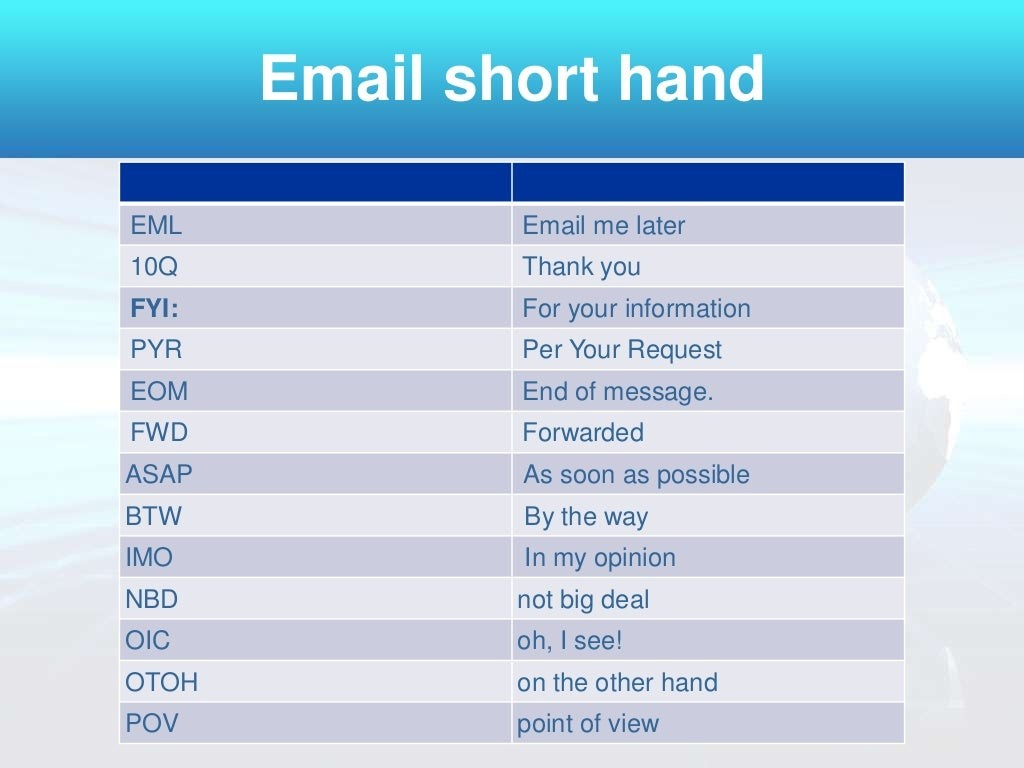 Email short hand
EML Email me later
10Q Thank you
FYI: For your information
PYR Per Your Request
EOM End of message.
FWD Forwarded
ASAP As soon as possible
BTW By the way
IMO In my opinion
NBD not big deal
OIC oh, I see!
OTOH on the other hand
POV point of view